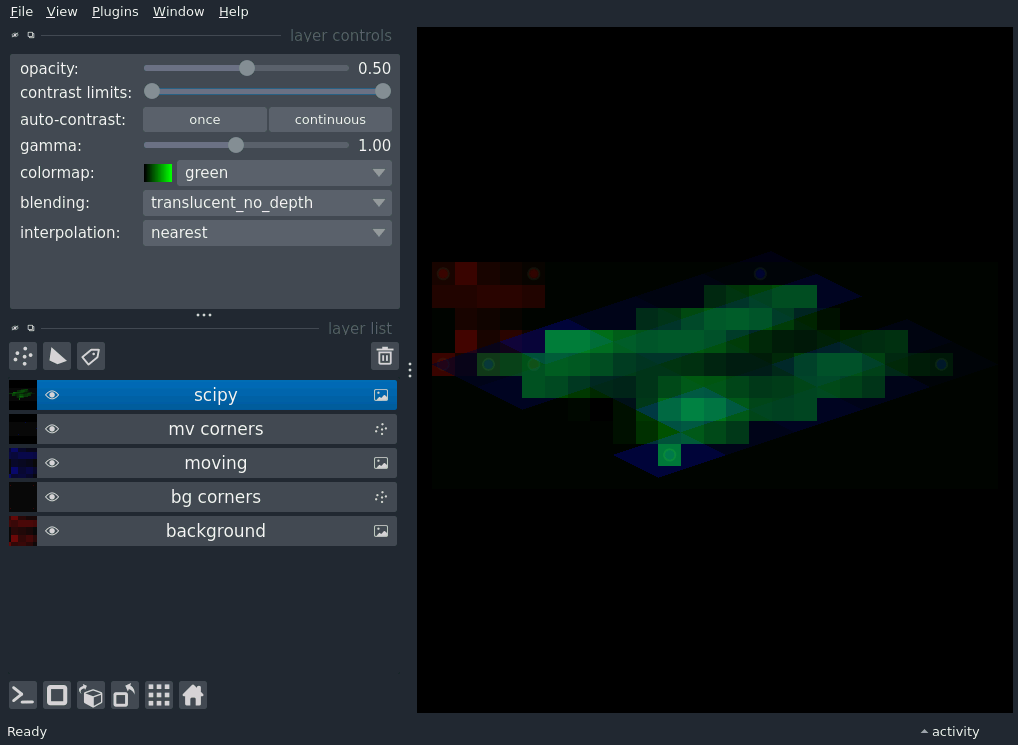 File View Plugins Window Help
layer controls
opacity: 0.50
contrast limits:
auto-contrast: once continuous
gamma: 1.00
colormap: green
blending: translucent_no_depth
interpolation: nearest
layer list
scipy
mv corners
moving
bg corners
background
Ready activity